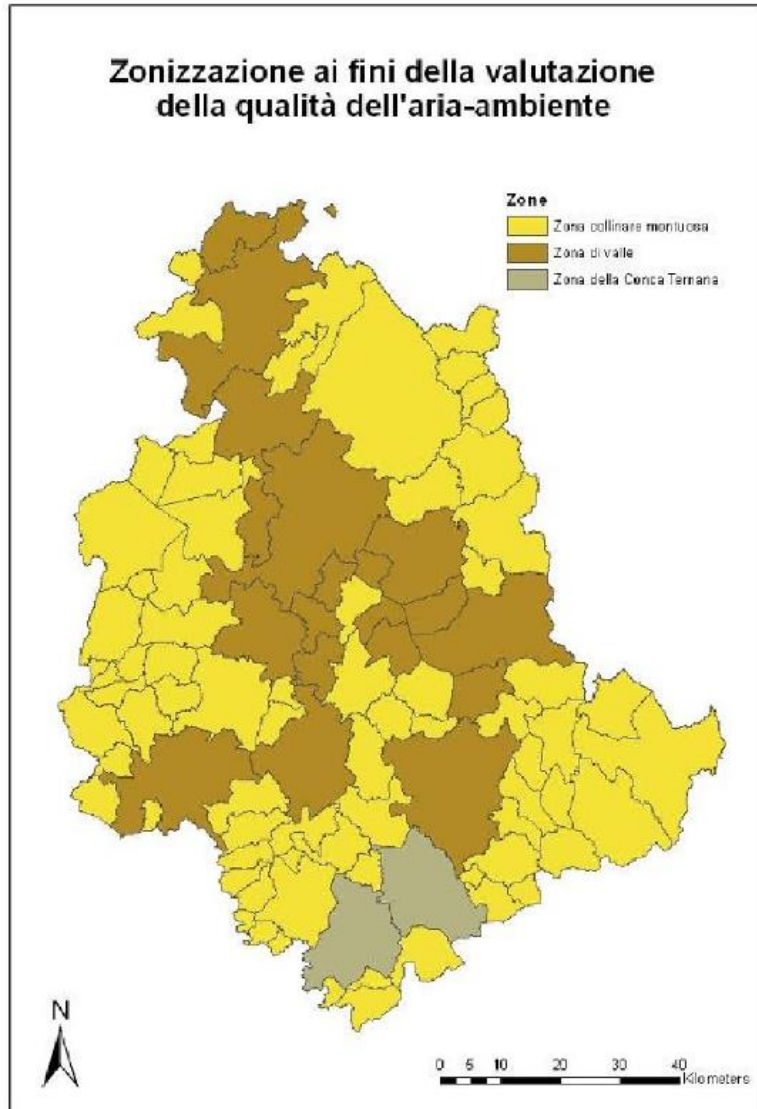 Zonizzazione ai fini della valutazione
della qualità dell'aria-ambiente
Zone
Zona collinare montuosa
Zona di valle
Zona della Conca Ternana
N
0 5 10 20 30 40
Kilometers